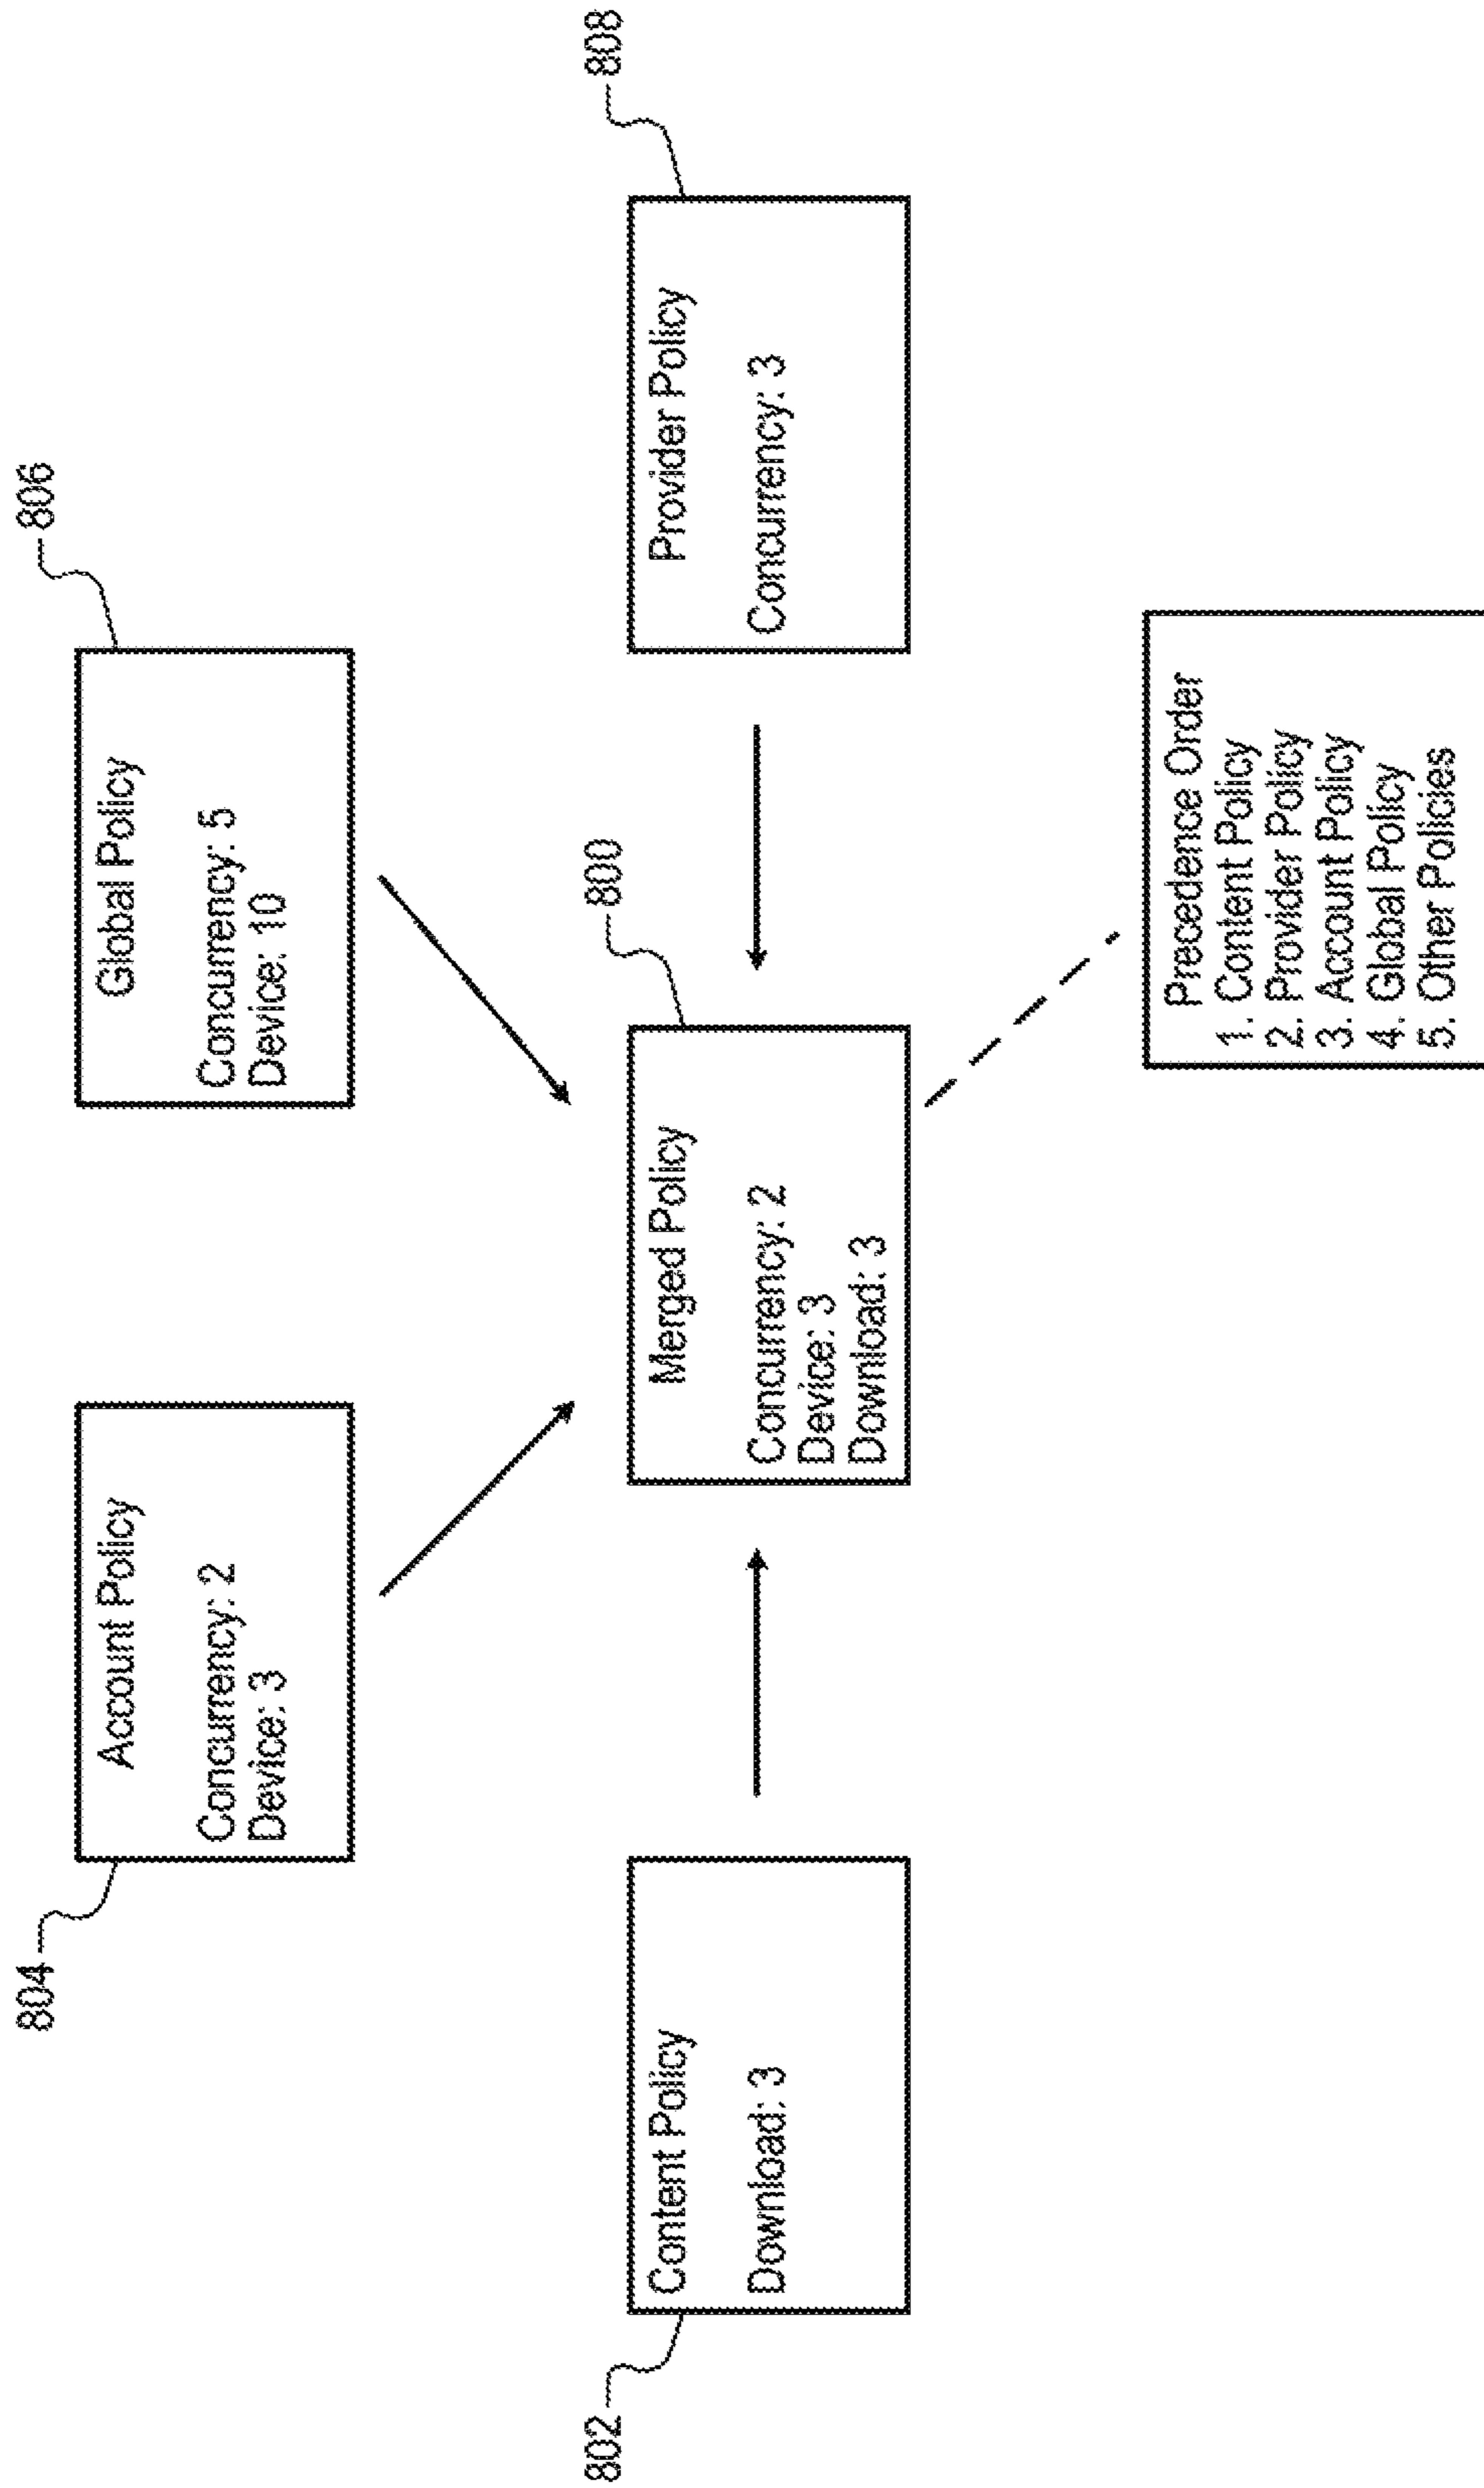 804
806
Account Policy
Concurrency: 2
Device: 3
Global Policy
Concurrency: 5
Device: 10
802
800
808
Content Policy
Download: 3
Merged Policy
Concurrency: 2
Device: 3
Download: 3
Provider Policy
Concurrency: 3
Precedence Order
1. Content Policy
2. Provider Policy
3. Account Policy
4. Global Policy
5. Other Policies